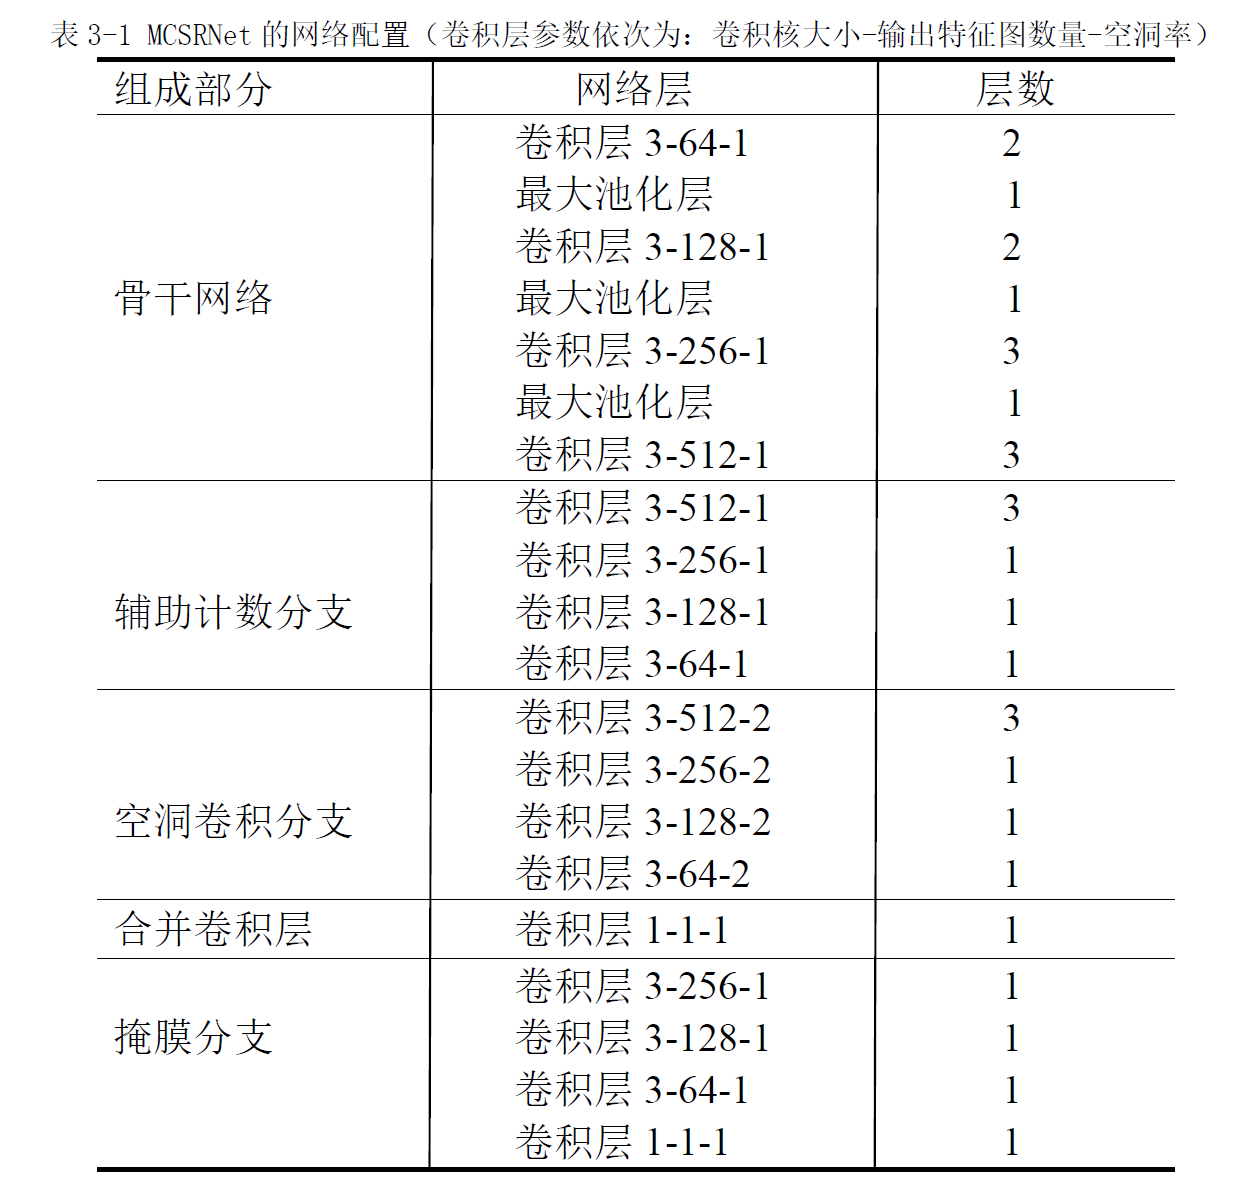 表 3-1 MCSRNet 的网络配置（卷积层参数依次为：卷积核大小-输出特征图数量-空洞率）
组成部分 网络层 层数
卷积层 3-64-1 2
最大池化层 1
卷积层 3-128-1 2
骨干网络 最大池化层 1
卷积层 3-256-1 3
最大池化层 1
卷积层 3-512-1 3
卷积层 3-512-1 3
卷积层 3-256-1 1
辅助计数分支 卷积层 3-128-1 1
卷积层 3-64-1 1
卷积层 3-512-2 3
卷积层 3-256-2 1
空洞卷积分支 卷积层 3-128-2 1
卷积层 3-64-2 1
合并卷积层 卷积层 1-1-1 1
卷积层 3-256-1 1
掩膜分支 卷积层 3-128-1 1
卷积层 3-64-1 1
卷积层 1-1-1 1